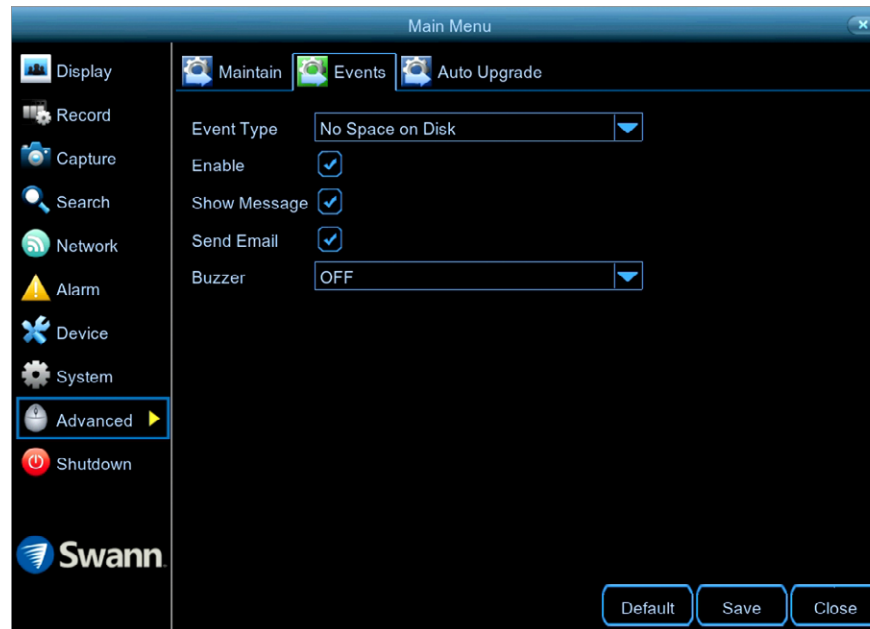 Main Menu
Display
Record
Capture
Search
Network
Alarm
Device
System
Advanced
Shutdown
Swann
Maintain Events Auto Upgrade
Event Type No Space on Disk
Enable
Show Message
Send Email
Buzzer OFF
Default Save Close